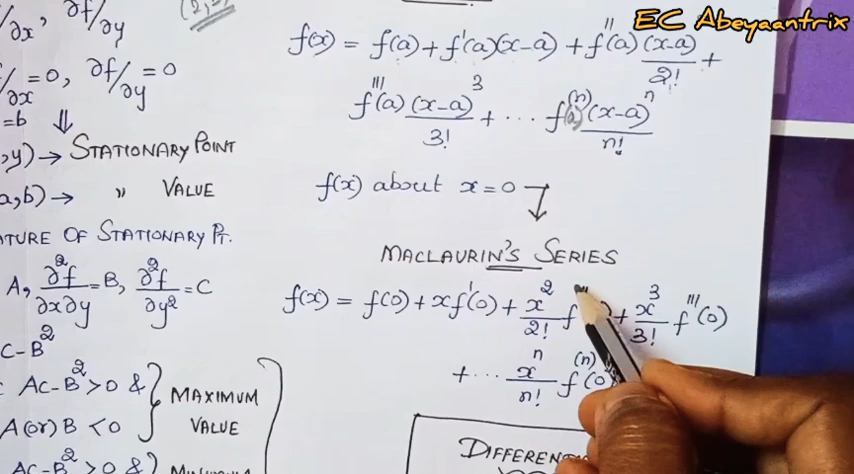 EC Abeyaantrix
∂x, ∂f/∂y
f(x) = f(a) + f'(a)(x-a) + f''(a) (x-a)²/2! +
f'''(a) (x-a)³/3! + ... f⁽ⁿ⁾(a) (x-a)ⁿ/n!
∂x = 0, ∂f/∂y = 0
= b ⇓
,y) → STATIONARY POINT
a,b) → " VALUE
f(x) about x = 0
MACLAURIN'S SERIES
f(x) = f(0) + xf'(0) + x²/2! f + x³/3! f'''(0)
+ ... xⁿ/n! f⁽ⁿ⁾(0
ATURE OF STATIONARY PT.
A, ∂²f/∂x∂y = B, ∂²f/∂y² = C
C - B²
AC - B² > 0 &
A (or) B < 0
MAXIMUM
VALUE
AC - B² > 0 &
DIFFEREN